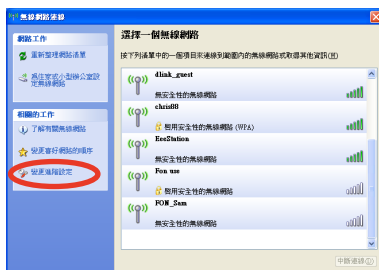 無線網路連線
網路工作
重新整理網路清單
為住家或小型辦公室設
定無線網路
相關的工作
了解有關無線網路
變更喜好網路的順序
變更進階設定
選擇一個無線網路
按下列清單中的一個項目來連線到範圍內的無線網路或取得其他資訊(H)
dlink_guest
無安全性的無線網路
chris88
啟用安全性的無線網路 (WPA)
EeeStation
無安全性的無線網路
Fon use
啟用安全性的無線網路
FON_Sam
無安全性的無線網路
中斷連線(D)